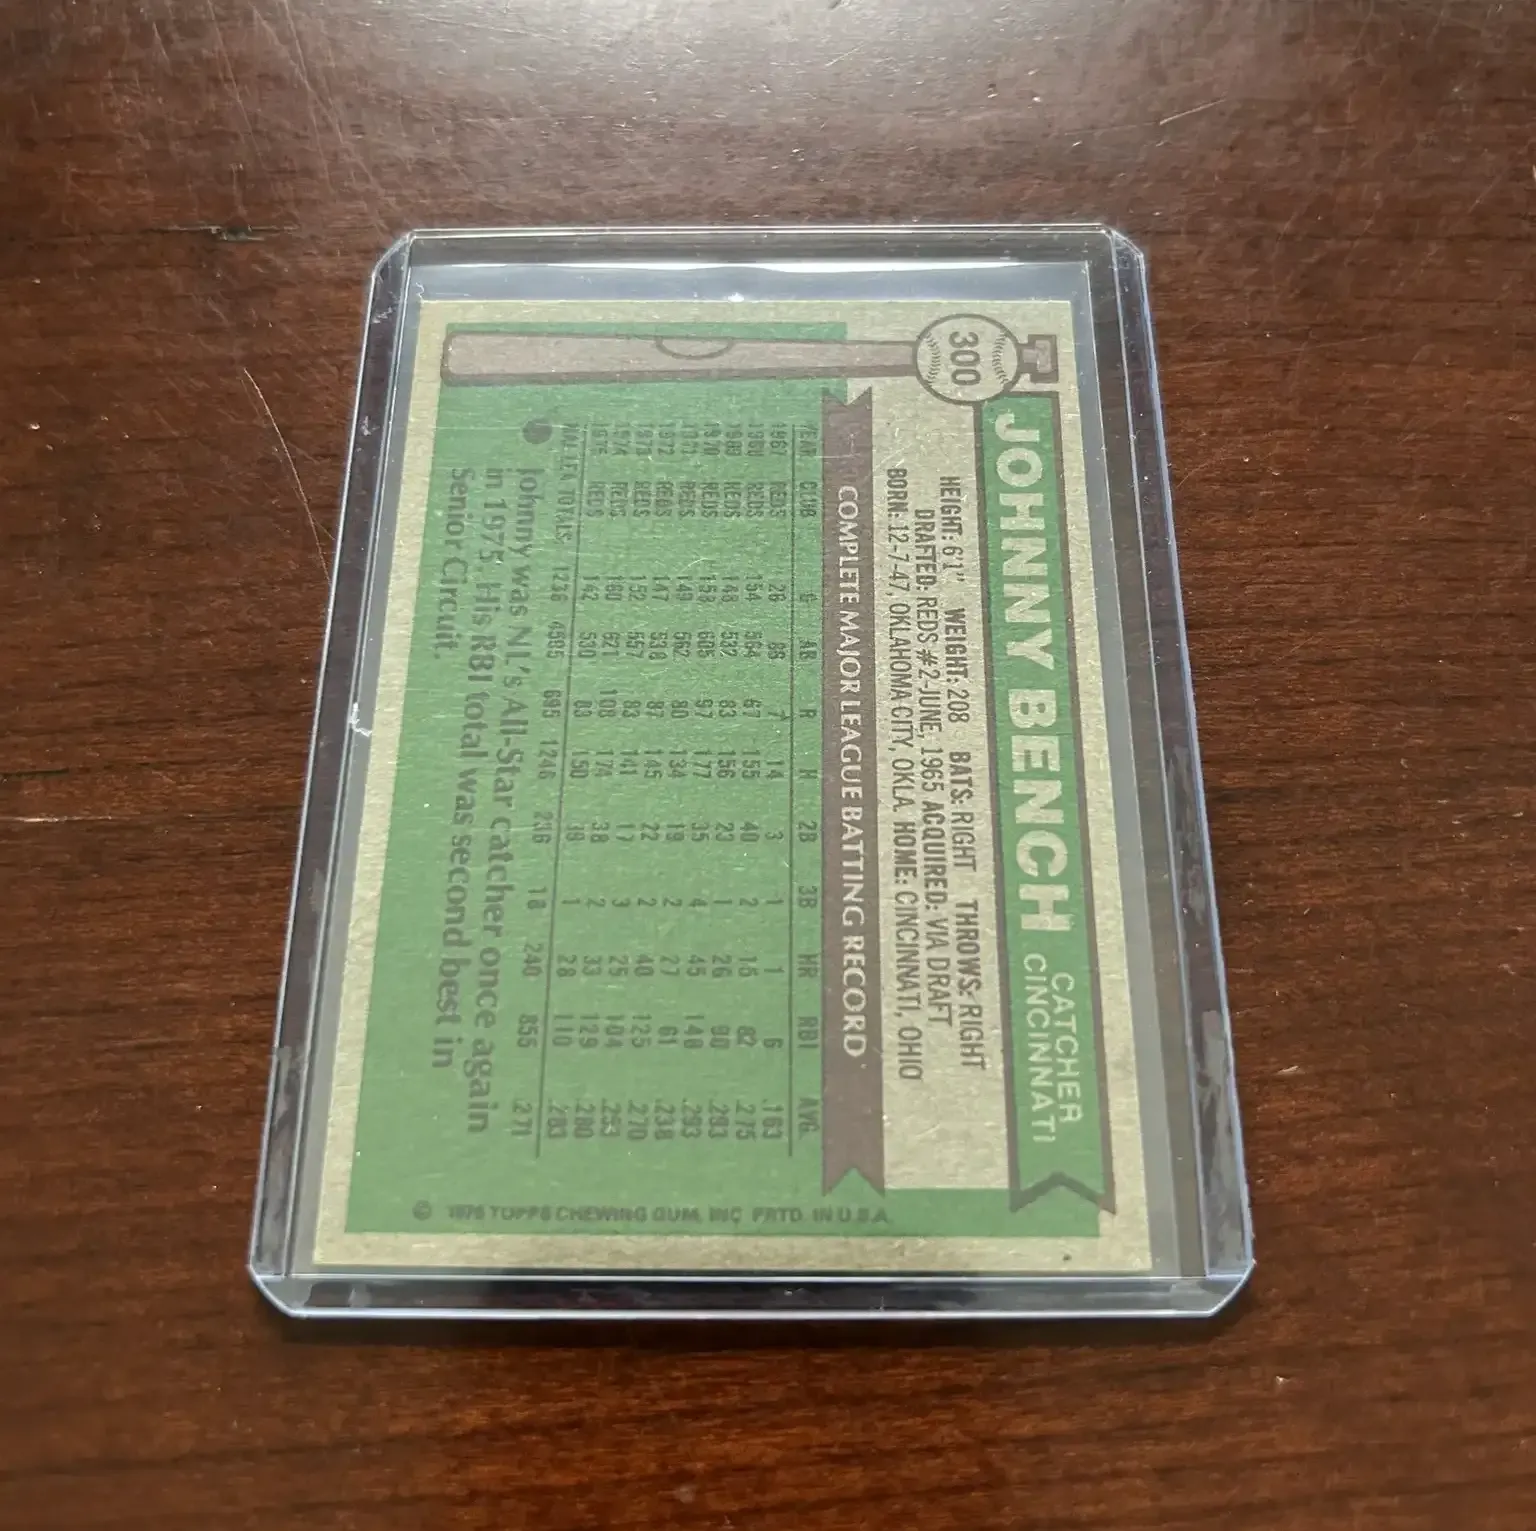 300
JOHNNY BENCH
CATCHER
CINCINNATI
HEIGHT: 6'1" WEIGHT: 208 BATS: RIGHT THROWS: RIGHT
DRAFTED: REDS #2-JUNE, 1965 ACQUIRED: VIA DRAFT
BORN: 12-7-47, OKLAHOMA CITY, OKLA. HOME: CINCINNATI, OHIO
COMPLETE MAJOR LEAGUE BATTING RECORD
YEAR CLUB G AB R H 2B 3B HR RBI AVG.
1967 REDS 26 86 7 14 3 1 1 6 .163
1968 REDS 154 564 67 155 40 2 15 82 .275
1969 REDS 148 532 83 156 23 1 26 90 .293
1970 REDS 158 605 97 177 35 4 45 148 .293
1971 REDS 149 562 80 134 19 2 27 61 .238
1972 REDS 147 538 87 145 22 2 40 125 .270
1973 REDS 152 557 83 141 17 3 25 104 .253
1974 REDS 160 621 108 174 38 2 33 129 .280
1975 REDS 142 530 83 150 39 1 28 110 .283
MAJ. LEA. TOTALS 1236 4595 695 1246 236 18 240 855 .271
Johnny was NL's All-Star catcher once again
in 1975. His RBI total was second best in
Senior Circuit.
© 1976 TOPPS CHEWING GUM, INC. PRTD. IN U.S.A.